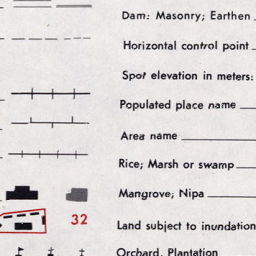 Dam: Masonry; Earthen
Horizontal control point
Spot elevation in meters:
Populated place name
Area name
Rice; Marsh or swamp
Mangrove; Nipa
32
Land subject to inundation
Orchard, Plantation